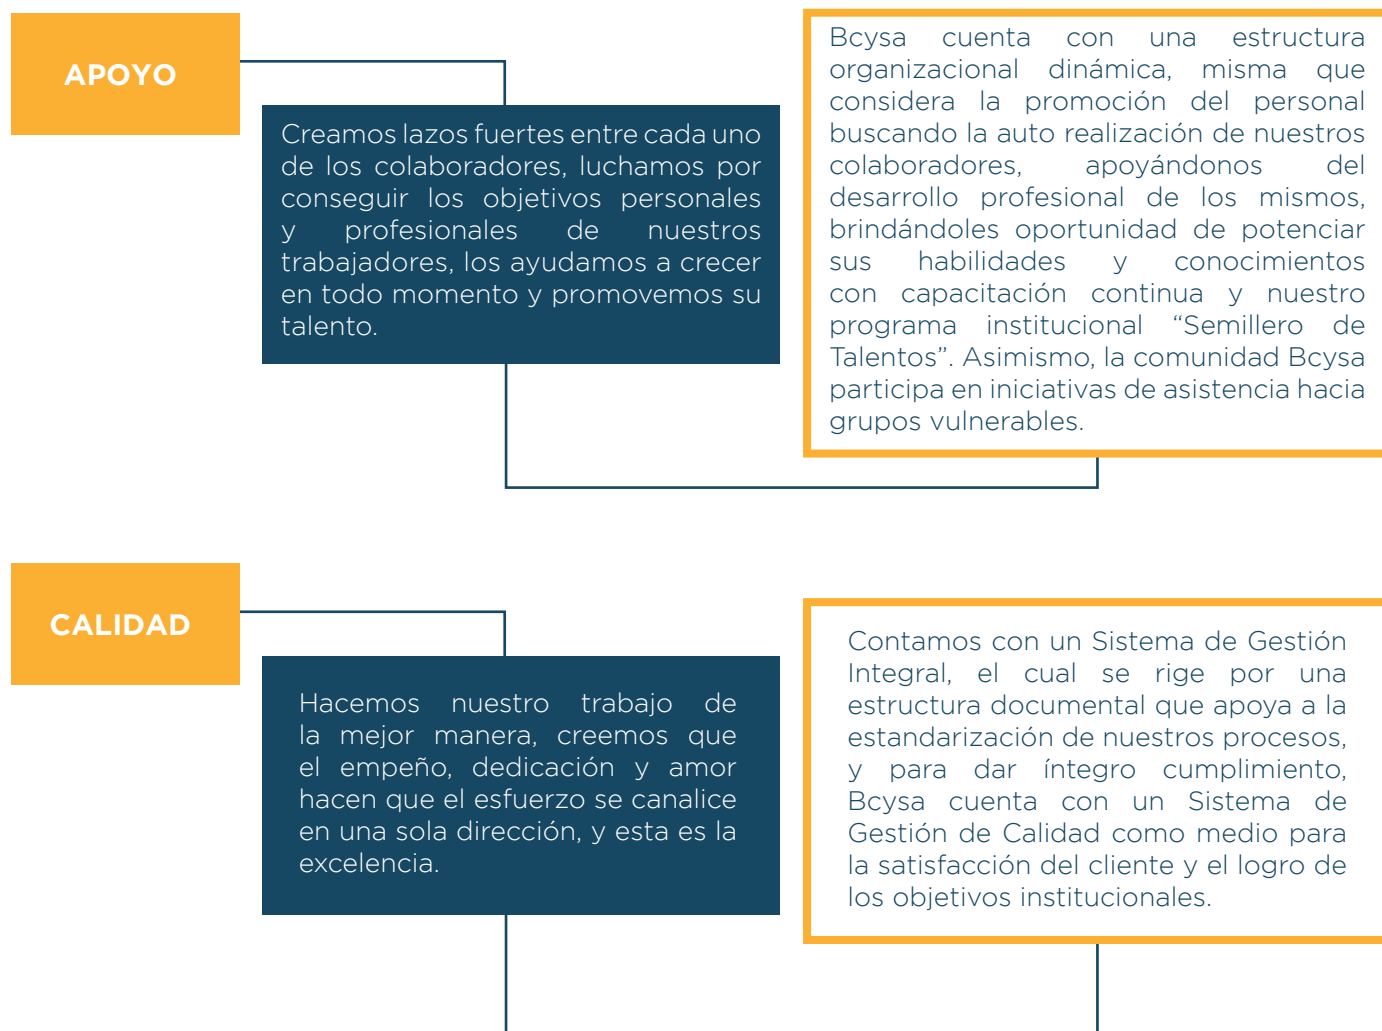 APOYO
Creamos lazos fuertes entre cada uno
de los colaboradores, luchamos por
conseguir los objetivos personales
y profesionales de nuestros
trabajadores, los ayudamos a crecer
en todo momento y promovemos su
talento.
Bcysa cuenta con una estructura
organizacional dinámica, misma que
considera la promoción del personal
buscando la auto realización de nuestros
colaboradores, apoyándonos del
desarrollo profesional de los mismos,
brindándoles oportunidad de potenciar
sus habilidades y conocimientos
con capacitación continua y nuestro
programa institucional “Semillero de
Talentos”. Asimismo, la comunidad Bcysa
participa en iniciativas de asistencia hacia
grupos vulnerables.
CALIDAD
Hacemos nuestro trabajo de
la mejor manera, creemos que
el empeño, dedicación y amor
hacen que el esfuerzo se canalice
en una sola dirección, y esta es la
excelencia.
Contamos con un Sistema de Gestión
Integral, el cual se rige por una
estructura documental que apoya a la
estandarización de nuestros procesos,
y para dar íntegro cumplimiento,
Bcysa cuenta con un Sistema de
Gestión de Calidad como medio para
la satisfacción del cliente y el logro de
los objetivos institucionales.